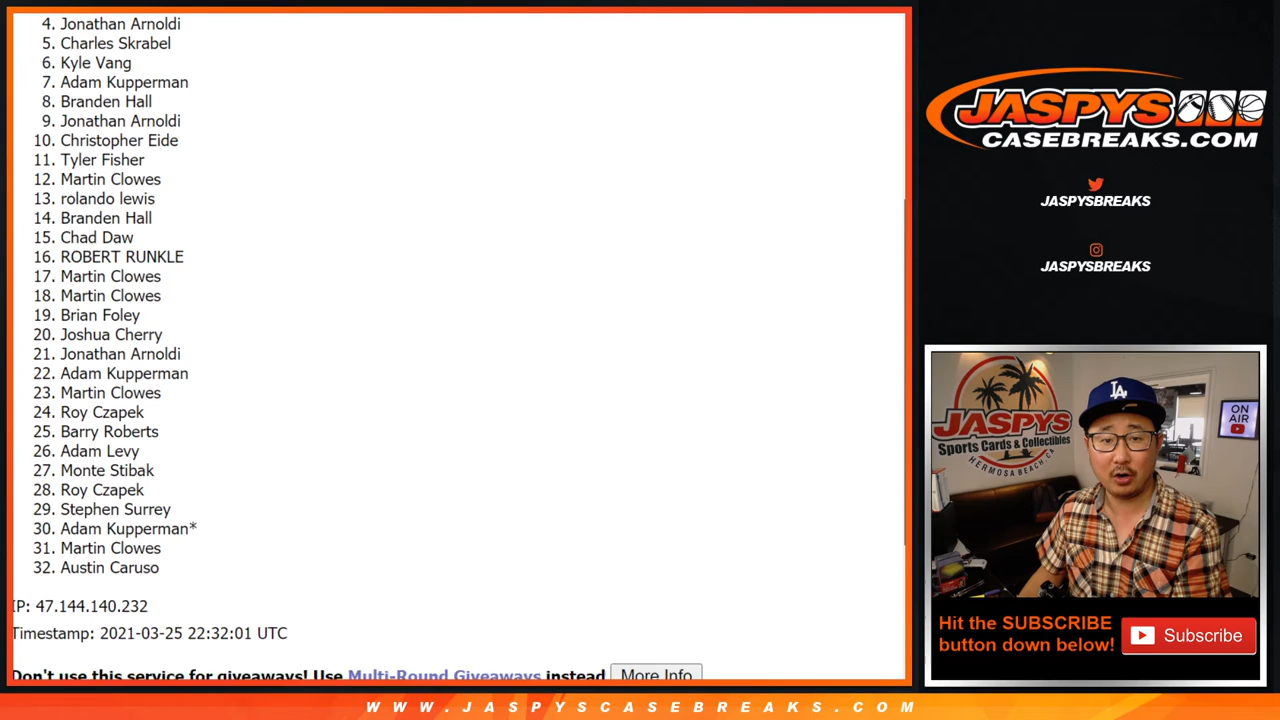 4. Jonathan Arnoldi
5. Charles Skrabel
6. Kyle Vang
7. Adam Kupperman
8. Branden Hall
9. Jonathan Arnoldi
10. Christopher Eide
11. Tyler Fisher
12. Martin Clowes
13. rolando lewis
14. Branden Hall
15. Chad Daw
16. ROBERT RUNKLE
17. Martin Clowes
18. Martin Clowes
19. Brian Foley
20. Joshua Cherry
21. Jonathan Arnoldi
22. Adam Kupperman
23. Martin Clowes
24. Roy Czapek
25. Barry Roberts
26. Adam Levy
27. Monte Stibak
28. Roy Czapek
29. Stephen Surrey
30. Adam Kupperman*
31. Martin Clowes
32. Austin Caruso
IP: 47.144.140.232
Timestamp: 2021-03-25 22:32:01 UTC
Don't use this service for giveaways! Use Multi-Round Giveaways instead More Info
JASPYS
CASEBREAKS.COM
JASPYSBREAKS
JASPYSBREAKS
JASPYS
Sports Cards & Collectibles
HERMOSA BEACH, CA
LA
ON
AIR
Hit the SUBSCRIBE
button down below!
Subscribe
WWW.JASPYSCASEBREAKS.COM